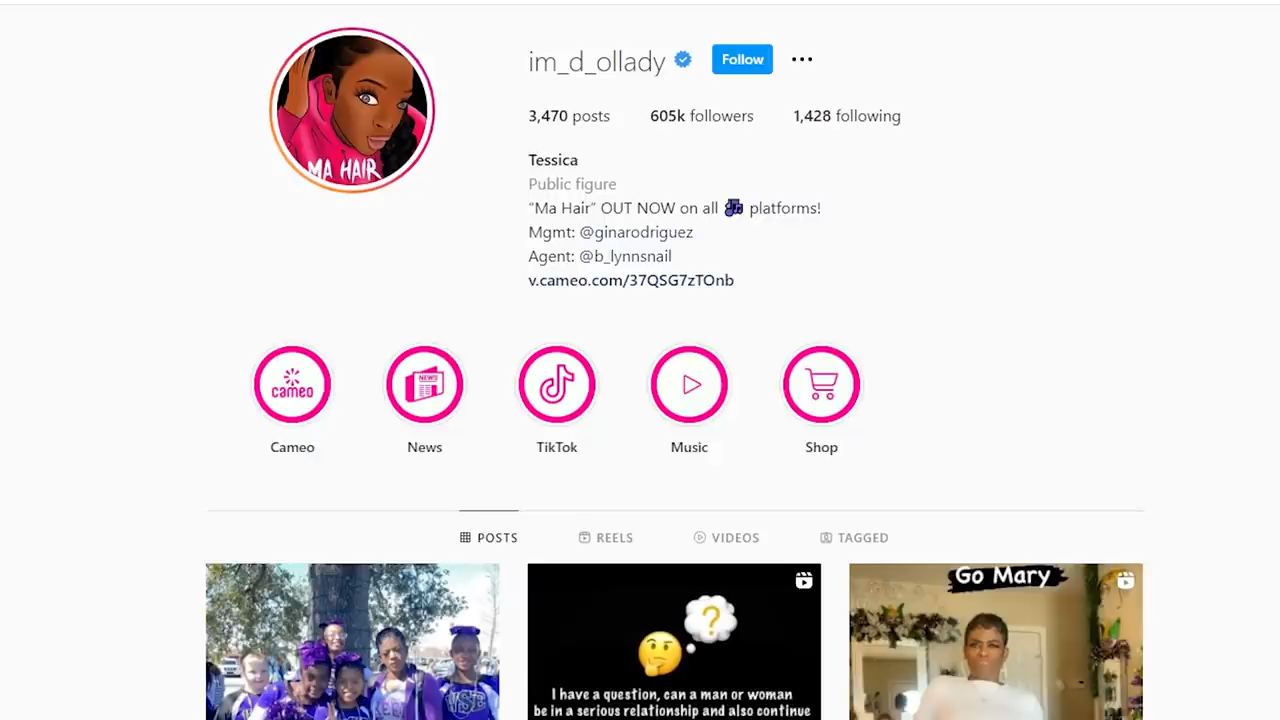 im_d_ollady
Follow
3,470 posts 605k followers 1,428 following
MA HAIR
Tessica
Public figure
“Ma Hair” OUT NOW on all 🎶 platforms!
Mgmt: @ginarodriguez
Agent: @b_lynnsnail
v.cameo.com/37QSG7zTOnb
cameo
NEWS
Cameo News TikTok Music Shop
POSTS REELS VIDEOS TAGGED
Go Mary
?
I have a question, can a man or woman
be in a serious relationship and also continue